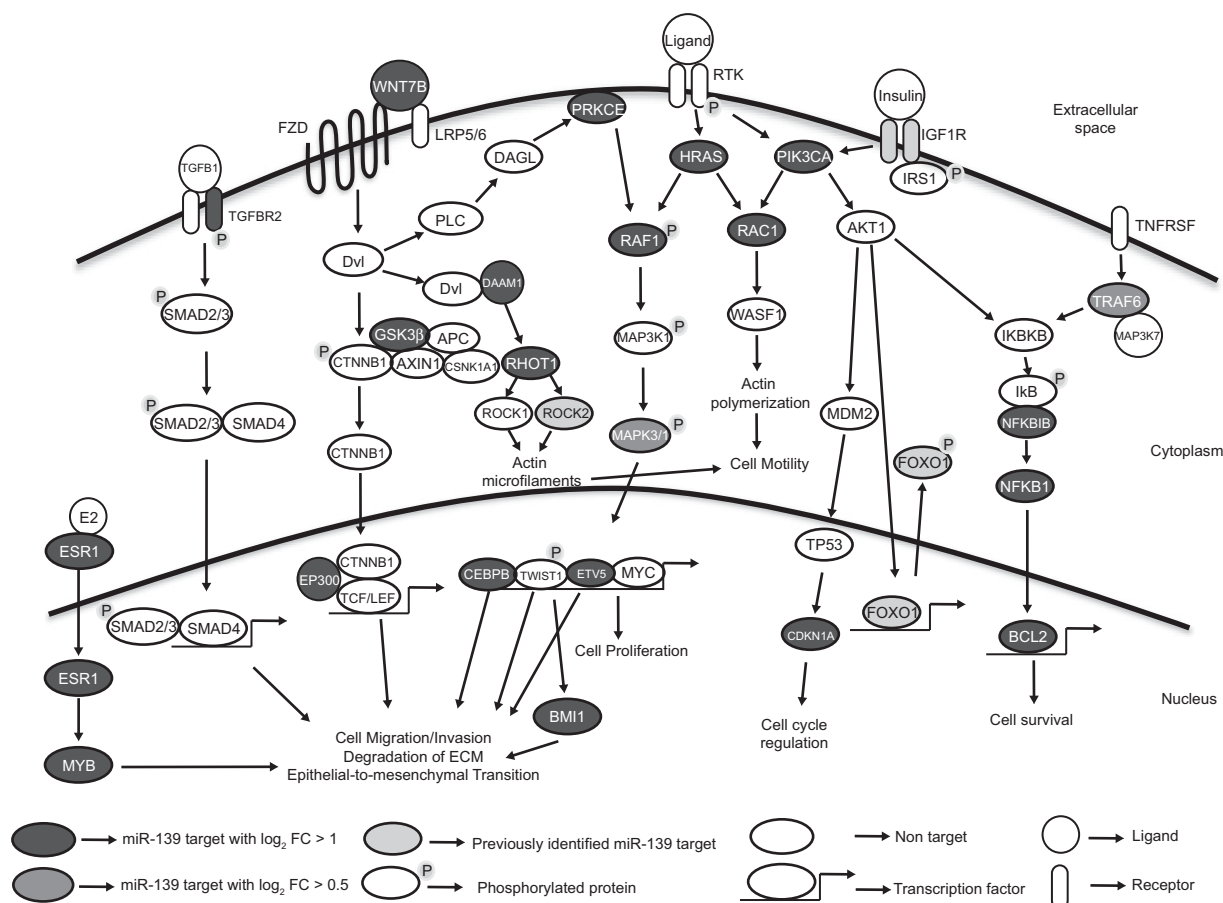 Ligand
RTK
P
WNT7B
FZD
LRP5/6
PRKCE
Insulin
IGF1R
Extracellular
space
TGFB1
TGFBR2
P
DAGL
HRAS
PIK3CA
IRS1
P
PLC
RAF1
P
RAC1
AKT1
TNFRSF
Dvl
Dvl
DAAM1
TRAF6
MAP3K7
P
SMAD2/3
GSK3β
APC
P
CTNNB1
AXIN1
CSNK1A1
RHOT1
MAP3K1
P
WASF1
IKBKB
ROCK1
ROCK2
Actin
polymerization
MDM2
IkB
P
NFKBIB
P
SMAD2/3
SMAD4
CTNNB1
MAPK3/1
P
Actin
microfilaments
Cell Motility
FOXO1
P
NFKB1
Cytoplasm
E2
ESR1
TP53
EP300
CTNNB1
TCF/LEF
CEBPB
P
TWIST1
ETV5
MYC
P
SMAD2/3
SMAD4
FOXO1
CDKN1A
BCL2
Cell Proliferation
ESR1
BMI1
Nucleus
Cell cycle
regulation
Cell survival
MYB
Cell Migration/Invasion
Degradation of ECM
Epithelial-to-mesenchymal Transition
miR-139 target with log2 FC > 1
Previously identified miR-139 target
Non target
Ligand
miR-139 target with log2 FC > 0.5
P
Phosphorylated protein
Transcription factor
Receptor